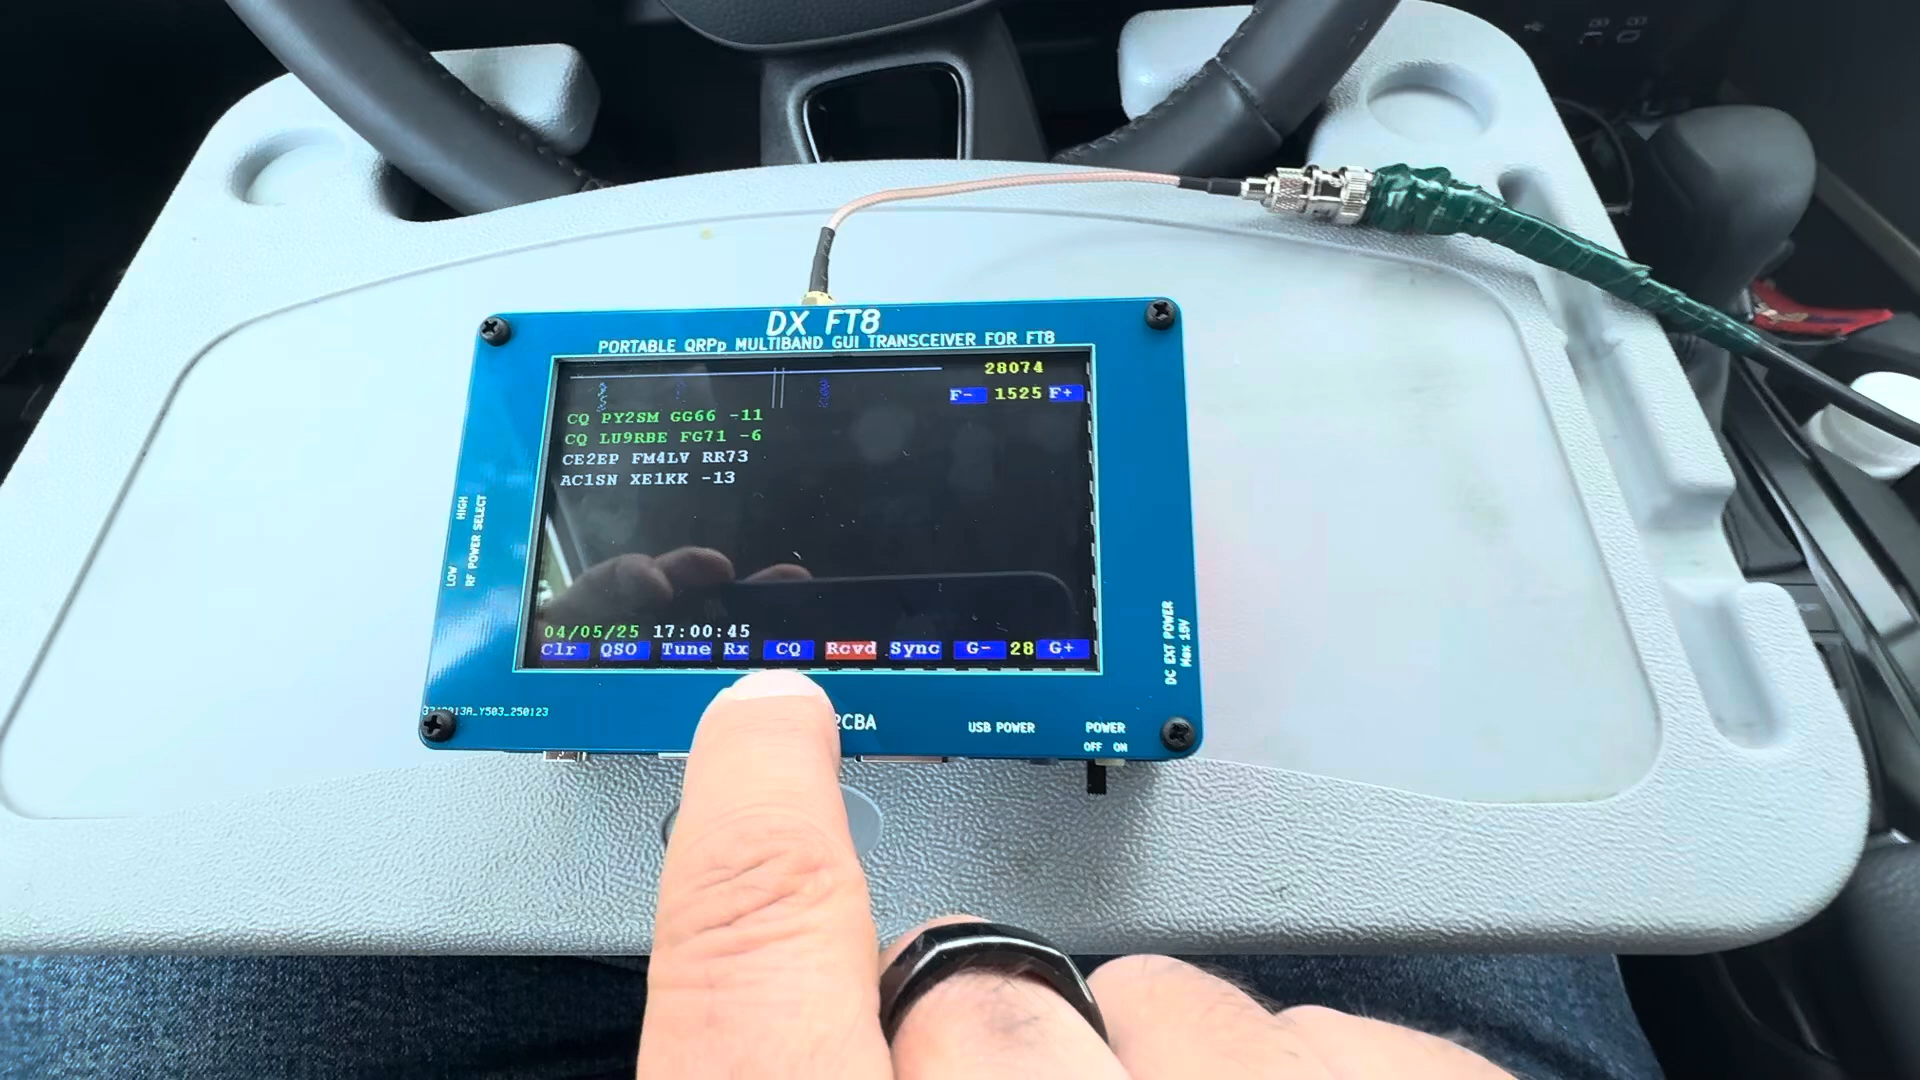 DX FT8
PORTABLE QRPp MULTIBAND GUI TRANSCEIVER FOR FT8
28074
F- 1525 F+
CQ PY2SM GG66 -11
CQ LU9RBE FG71 -6
CE2EP FM4LV RR73
AC1SN XE1KK -13
04/05/25 17:00:45
Clr QSO Tune Rx CQ Rcvd Sync G- 28 G+
LOW HIGH
RF POWER SELECT
DC EXT POWER
Max 15V
USB POWER
POWER
OFF ON